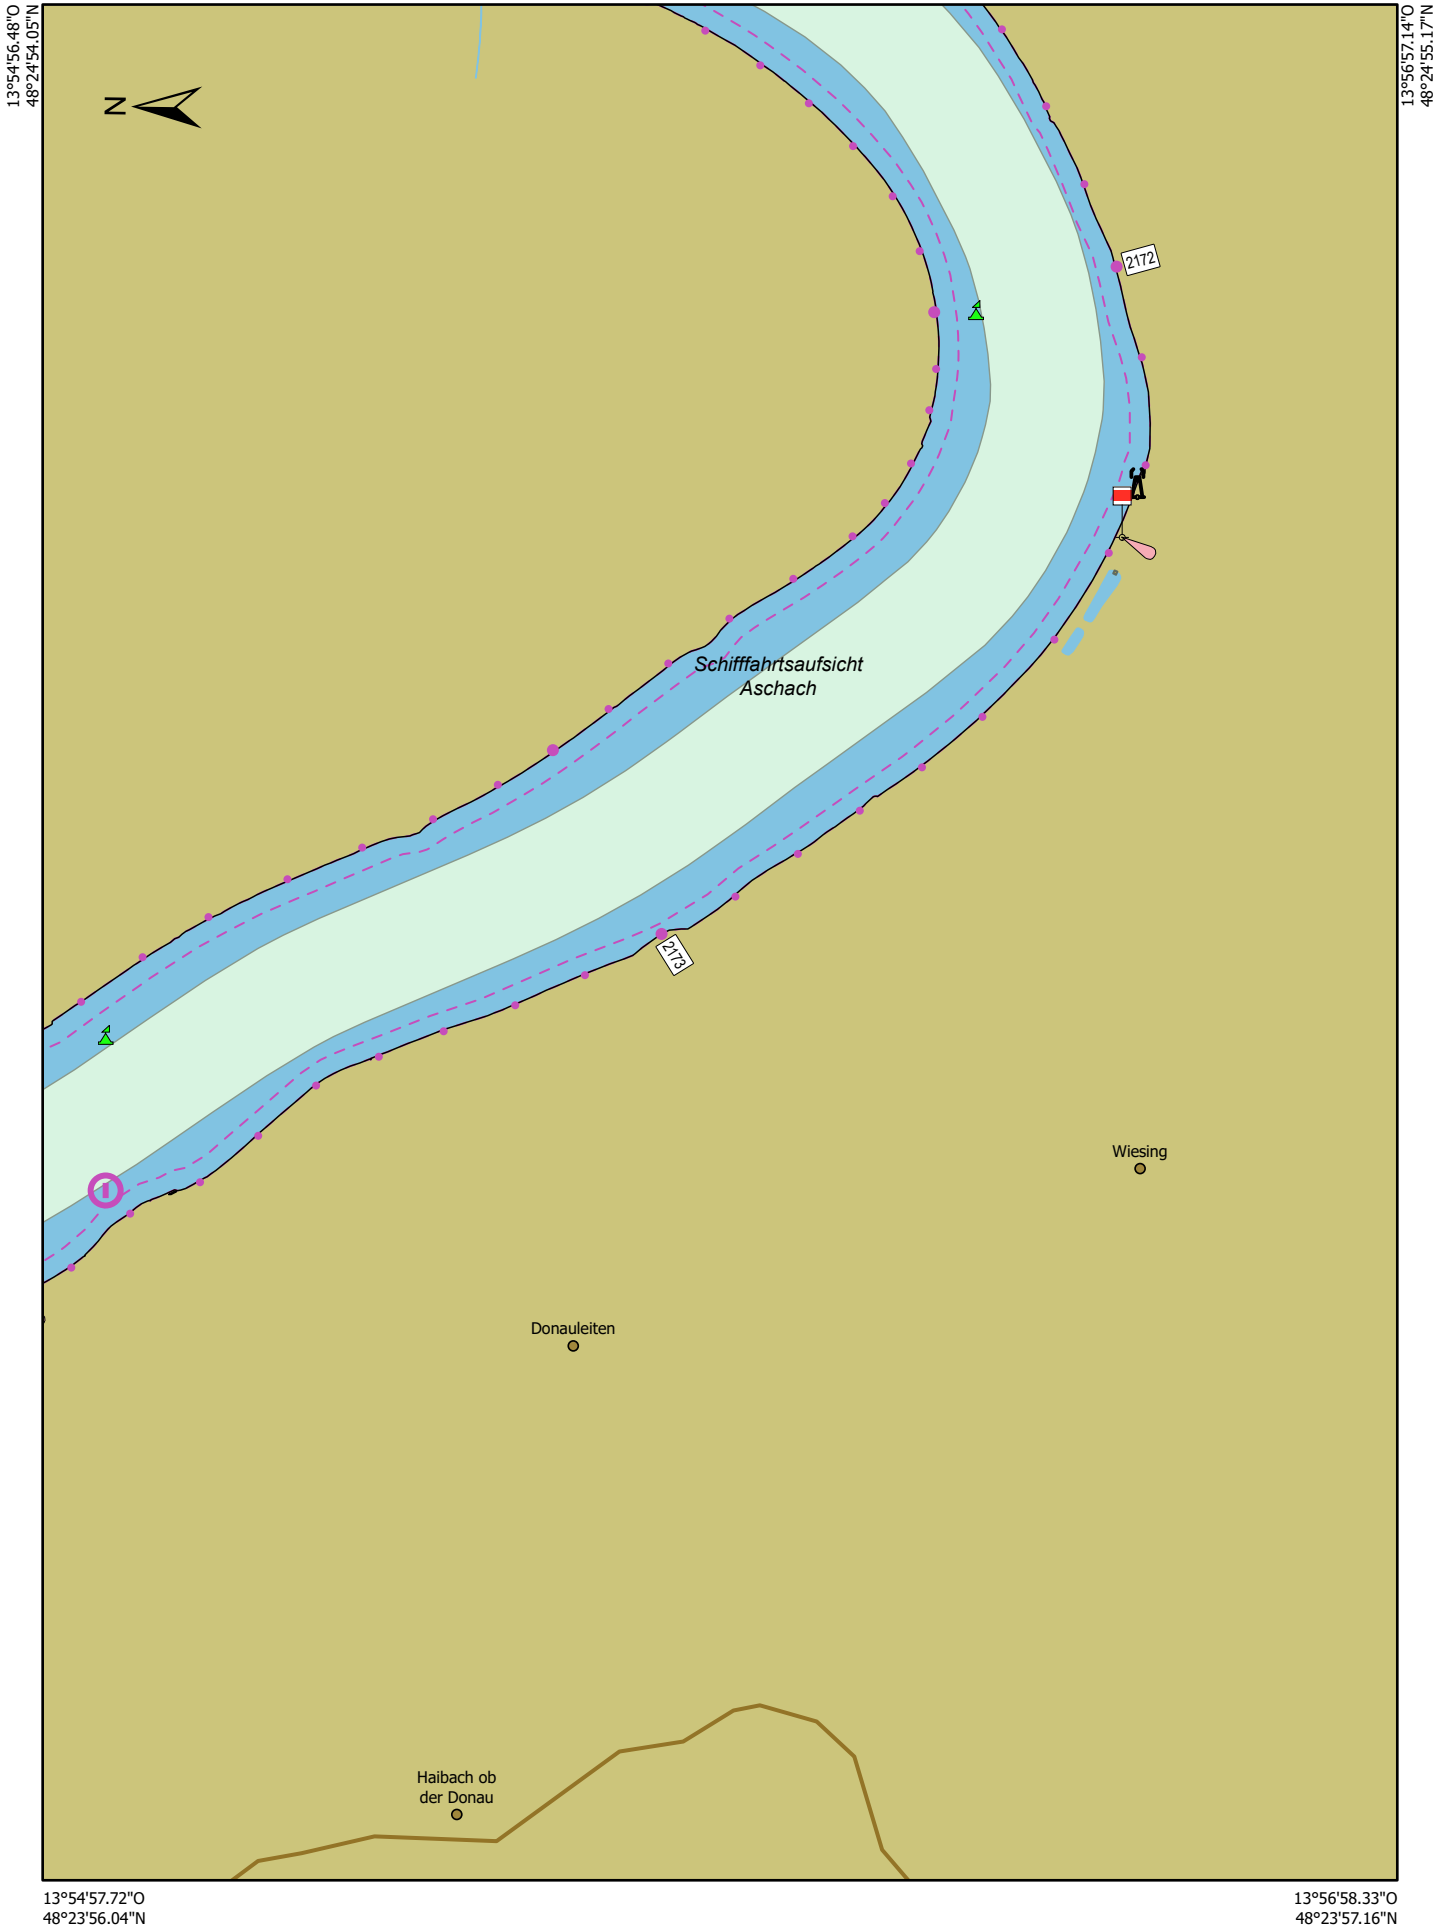 13°54'56.48"O
48°24'54.05"N
13°56'57.14"O
48°24'55.17"N
N
2172
Schifffahrtsaufsicht
Aschach
2173
Wiesing
Donauleiten
Haibach ob
der Donau
13°54'57.72"O
48°23'56.04"N
13°56'58.33"O
48°23'57.16"N